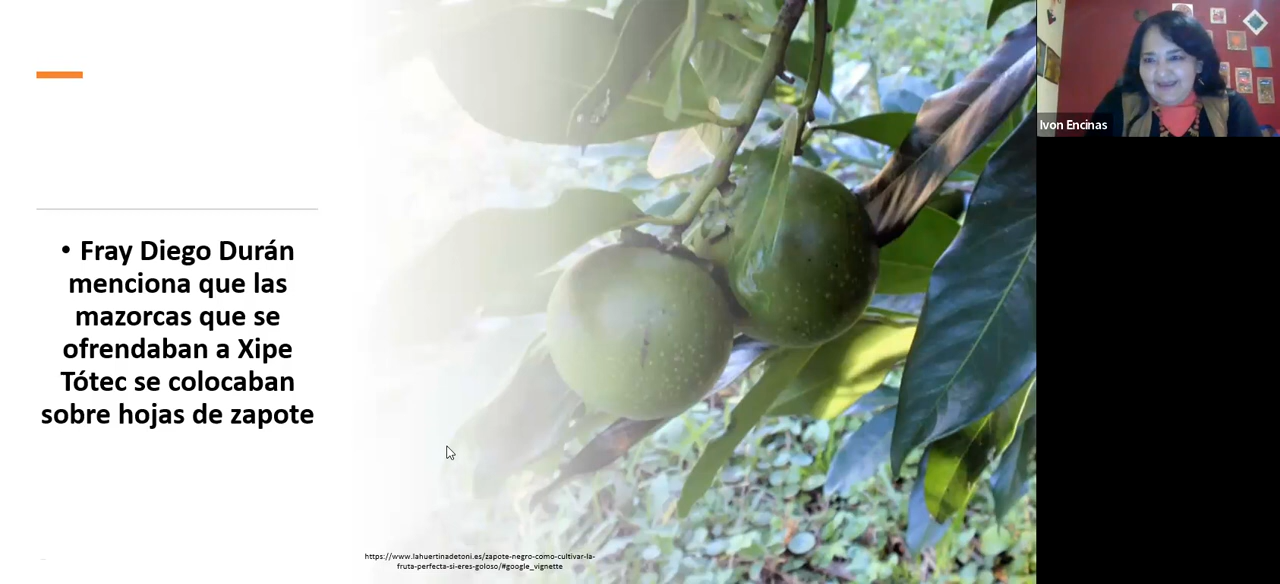 • Fray Diego Durán
menciona que las
mazorcas que se
ofrendaban a Xipe
Tótec se colocaban
sobre hojas de zapote
https://www.lahuertinadetoni.es/zapote-negro-como-cultivar-la-
fruta-perfecta-si-eres-goloso/#google_vignette
Ivon Encinas